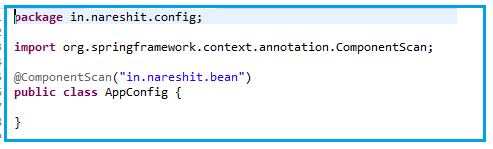 package in.nareshit.config;
import org.springframework.context.annotation.ComponentScan;
@ComponentScan("in.nareshit.bean")
public class AppConfig {
}